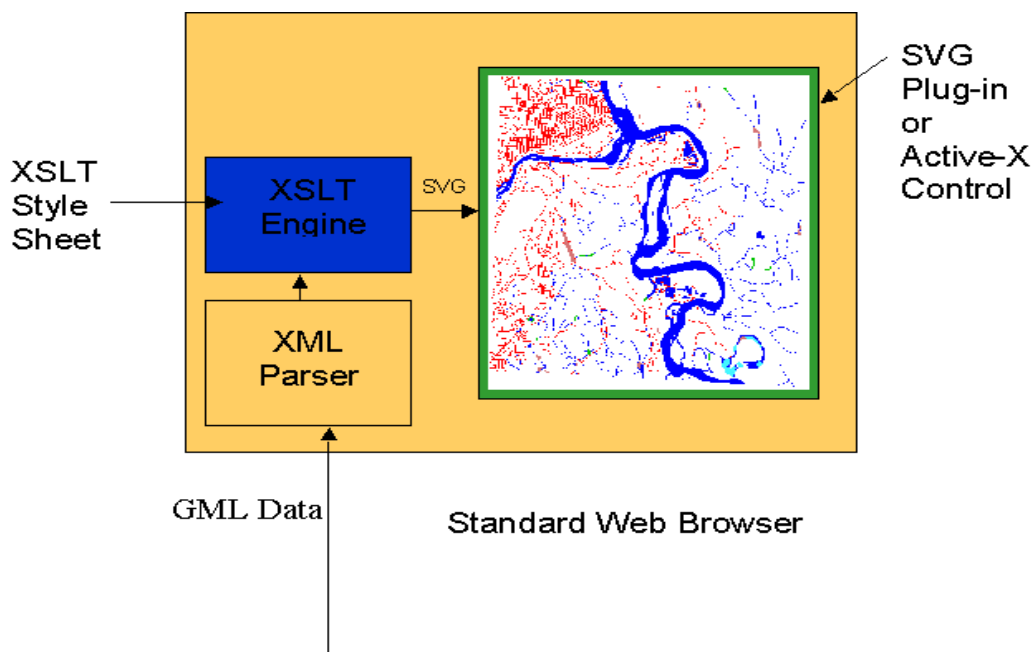 SVG
Plug-in
or
Active-X
Control
XSLT
Style
Sheet
XSLT
Engine
SVG
XML
Parser
GML Data
Standard Web Browser